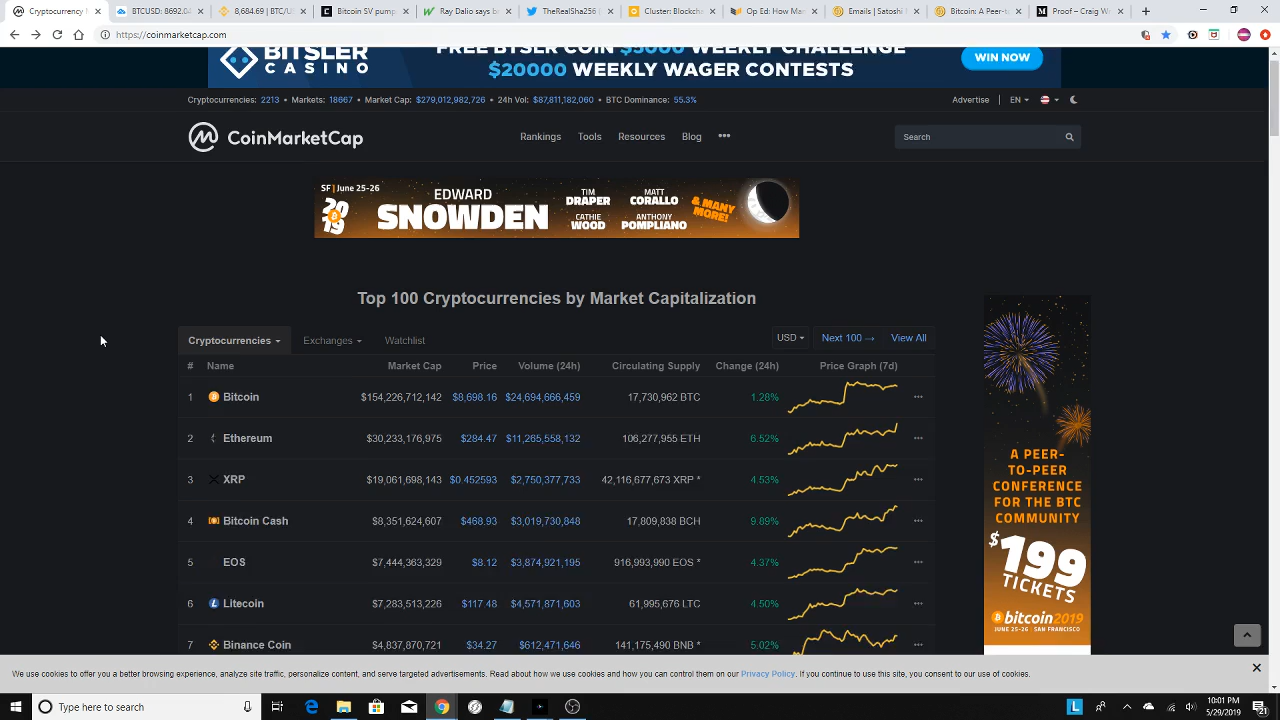 Cryptocurrency
BTCUSD: 8692.04
8,684.69 | BTC/U
Bitcoin SV pump
Ray Dalio says be
TheRealSha256 (
Cluster: Blockcha
Op Ed: How Mar
Emails | Satoshi N
Bitcoin: A Peer-to
Proof – Craig W
https://coinmarketcap.com
BITSLER
CASINO
FREE BTSLR COIN $5000 WEEKLY CHALLENGE
$20000 WEEKLY WAGER CONTESTS
WIN NOW
Cryptocurrencies: 2213 • Markets: 18667 • Market Cap: $279,012,982,726 • 24h Vol: $87,811,182,060 • BTC Dominance: 55.3%
Advertise
EN
CoinMarketCap
Rankings
Tools
Resources
Blog
Search
SF | June 25-26
2019
EDWARD
SNOWDEN
TIM
DRAPER
MATT
CORALLO
CATHIE
WOOD
ANTHONY
POMPLIANO
& MANY
MORE!
Top 100 Cryptocurrencies by Market Capitalization
Cryptocurrencies
Exchanges
Watchlist
USD
Next 100 →
View All
# Name Market Cap Price Volume (24h) Circulating Supply Change (24h) Price Graph (7d)
1 Bitcoin $154,226,712,142 $8,698.16 $24,694,666,459 17,730,962 BTC 1.28%
2 Ethereum $30,233,176,975 $284.47 $11,265,558,132 106,277,955 ETH 6.52%
3 XRP $19,061,698,143 $0.452593 $2,750,377,733 42,116,677,673 XRP * 4.53%
4 Bitcoin Cash $8,351,624,607 $468.93 $3,019,730,848 17,809,838 BCH 9.89%
5 EOS $7,444,363,329 $8.12 $3,874,921,195 916,993,990 EOS * 4.37%
6 Litecoin $7,283,513,226 $117.48 $4,571,871,603 61,995,676 LTC 4.50%
7 Binance Coin $4,837,870,721 $34.27 $612,471,646 141,175,490 BNB * 5.02%
A PEER-
TO-PEER
CONFERENCE
FOR THE BTC
COMMUNITY
$199
TICKETS
bitcoin2019
JUNE 25-26 | SAN FRANCISCO
We use cookies to offer you a better browsing experience, analyze site traffic, personalize content, and serve targeted advertisements. Read about how we use cookies and how you can control them on our Privacy Policy. If you continue to use this site, you consent to our use of cookies.
Type here to search
10:01 PM
5/29/2019